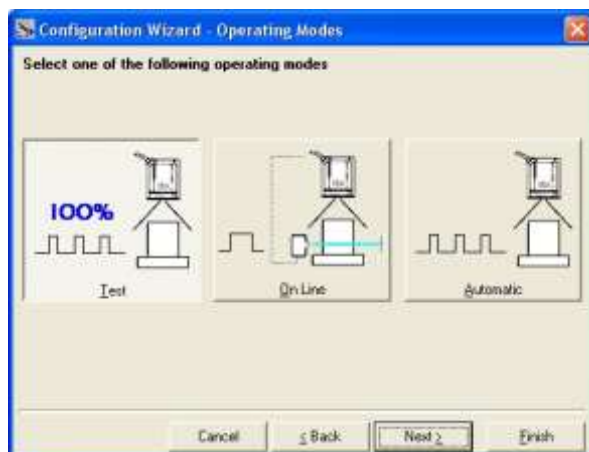 Configuration Wizard - Operating Modes
Select one of the following operating modes
100%
Test
On Line
Automatic
Cancel
< Back
Next >
Finish